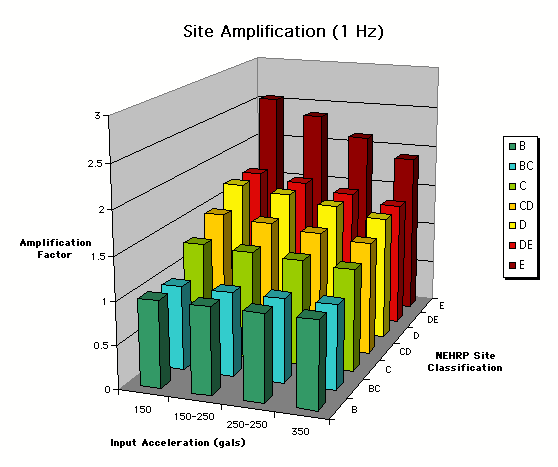 Site Amplification (1 Hz)
3
2.5
2
1.5
1
0.5
0
Amplification
Factor
150
150-250
250-250
350
Input Acceleration (gals)
B
BC
C
CD
D
DE
E
NEHRP Site
Classification
B
BC
C
CD
D
DE
E